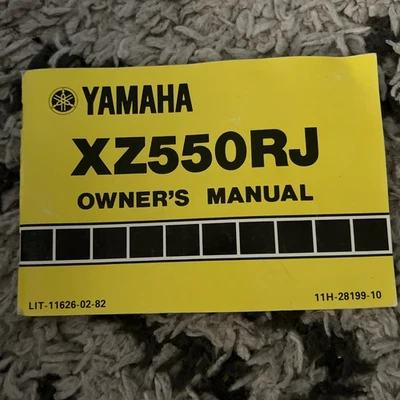 YAMAHA
XZ550RJ
OWNER'S MANUAL
LIT-11626-02-82 11H-28199-10